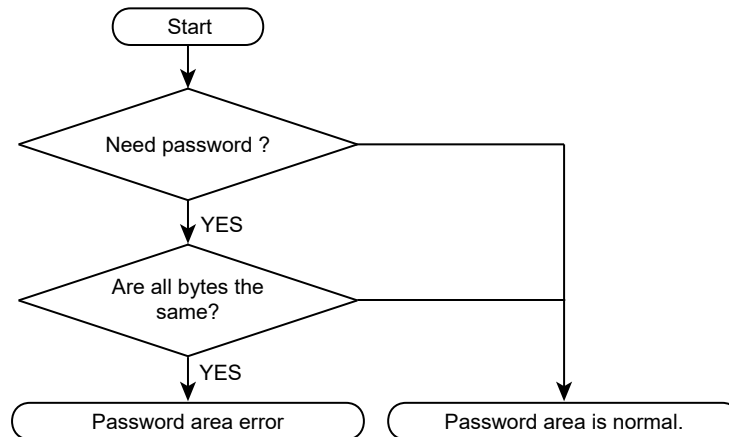 Start
Need password ?
YES
Are all bytes the
same?
YES
Password area error
Password area is normal.